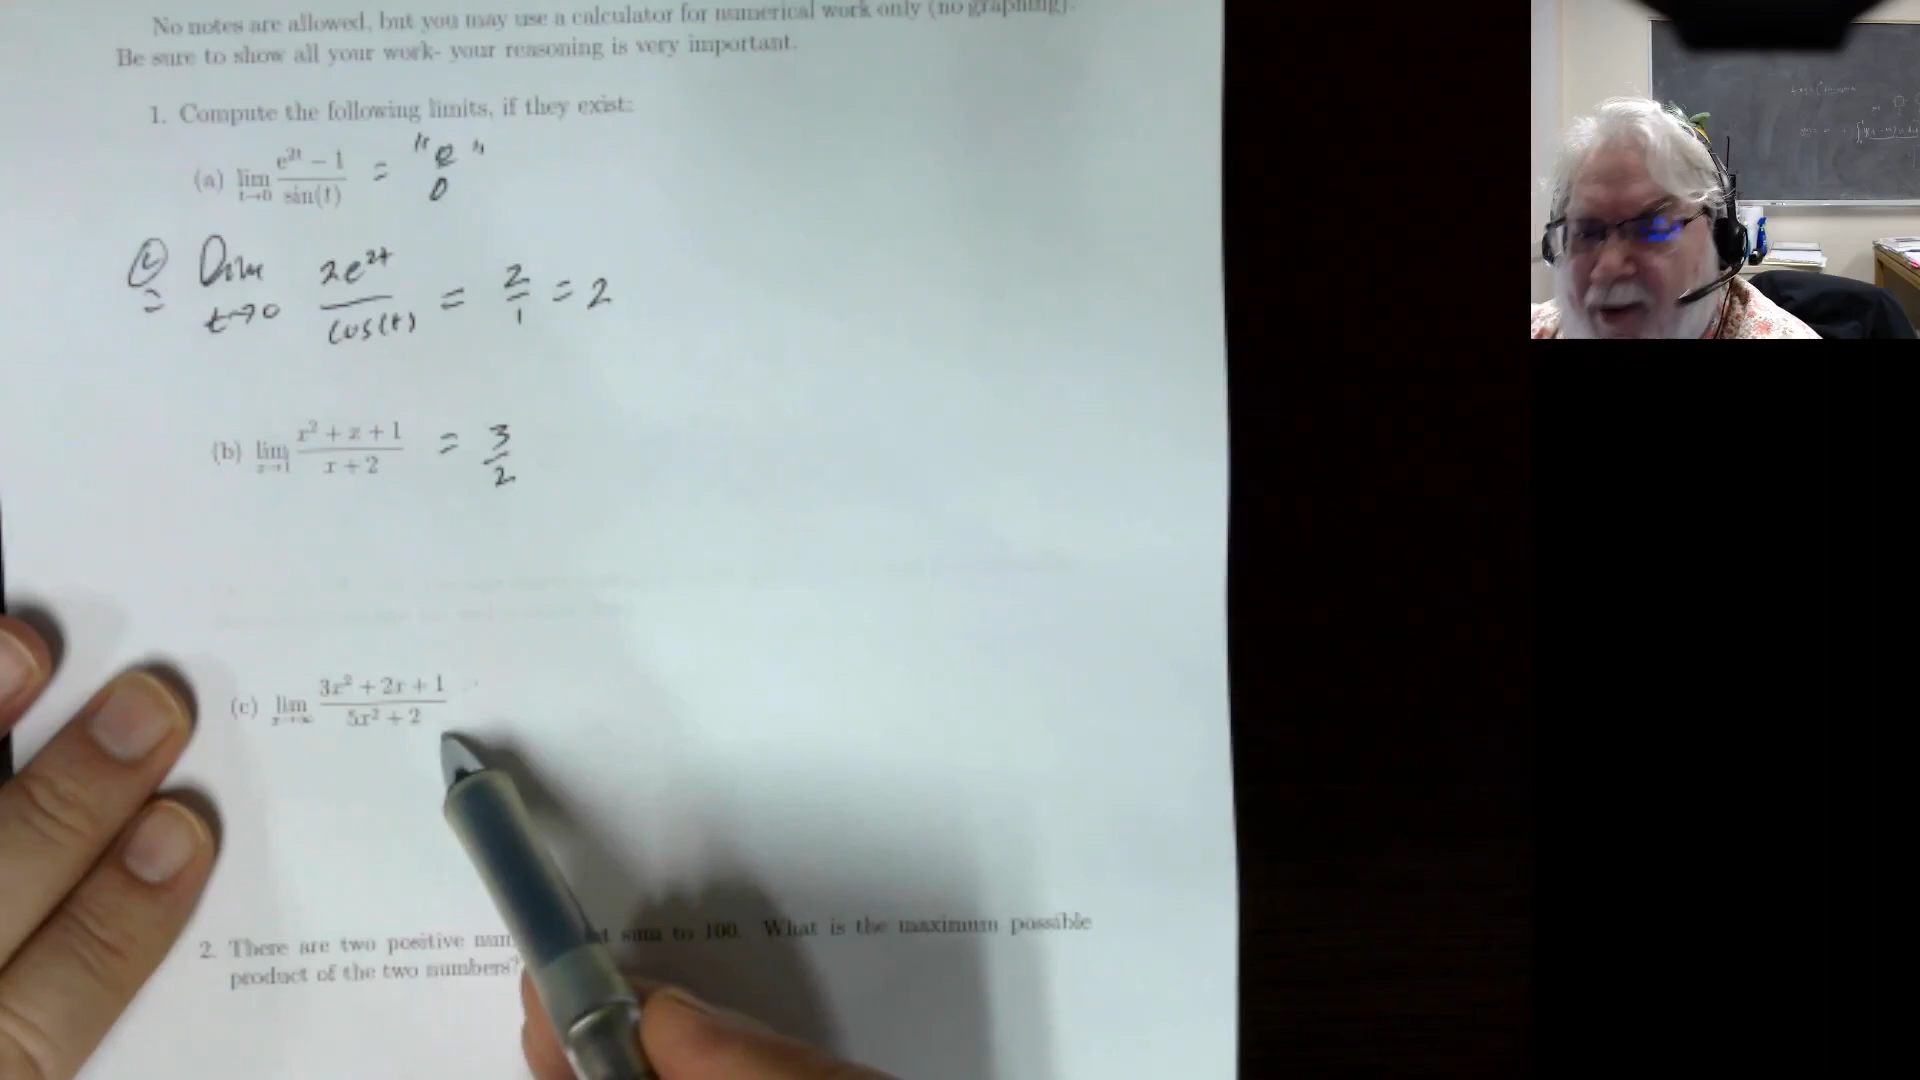 No notes are allowed, but you may use a calculator for numerical work only (no graphing).
Be sure to show all your work- your reasoning is very important.
1. Compute the following limits, if they exist:
(a) lim t→0 (e^{2t} − 1)/sin(t) = "0/0"
Ⓛ = lim t→0 2e^{2t}/cos(t) = 2/1 = 2
(b) lim x→1 (x² + x + 1)/(x + 2) = 3/2
(c) lim x→∞ (3x² + 2x + 1)/(5x² + 2)
2. There are two positive sum to 100. What is the maximum possible
product of the two numbers?